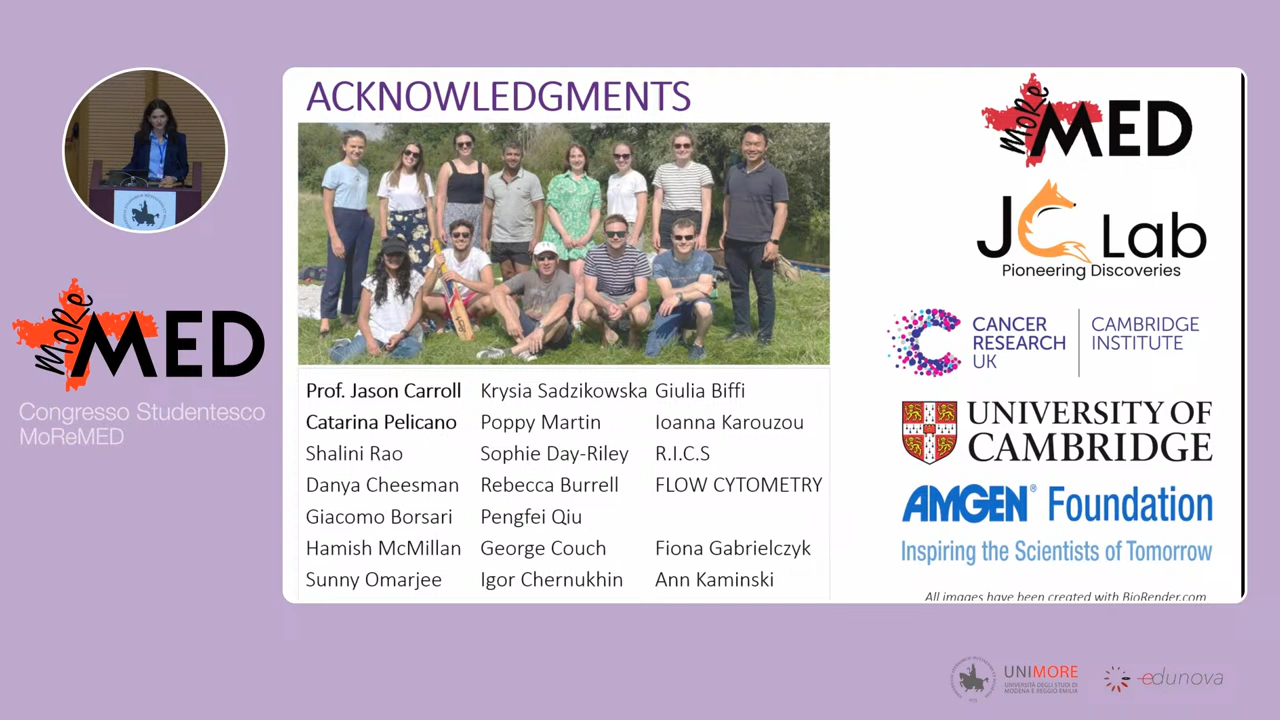 ACKNOWLEDGMENTS
Prof. Jason Carroll
Catarina Pelicano
Shalini Rao
Danya Cheesman
Giacomo Borsari
Hamish McMillan
Sunny Omarjee
Krysia Sadzikowska
Poppy Martin
Sophie Day-Riley
Rebecca Burrell
Pengfei Qiu
George Couch
Igor Chernukhin
Giulia Biffi
Ioanna Karouzou
R.I.C.S
FLOW CYTOMETRY
Fiona Gabrielczyk
Ann Kaminski
MoRe MED
JC Lab
Pioneering Discoveries
CANCER
RESEARCH
UK
CAMBRIDGE
INSTITUTE
UNIVERSITY OF
CAMBRIDGE
AMGEN® Foundation
Inspiring the Scientists of Tomorrow
All images have been created with BioRender.com
MoRe MED
Congresso Studentesco
MoReMED
UNIMORE
UNIVERSITÀ DEGLI STUDI DI
MODENA E REGGIO EMILIA
edunova